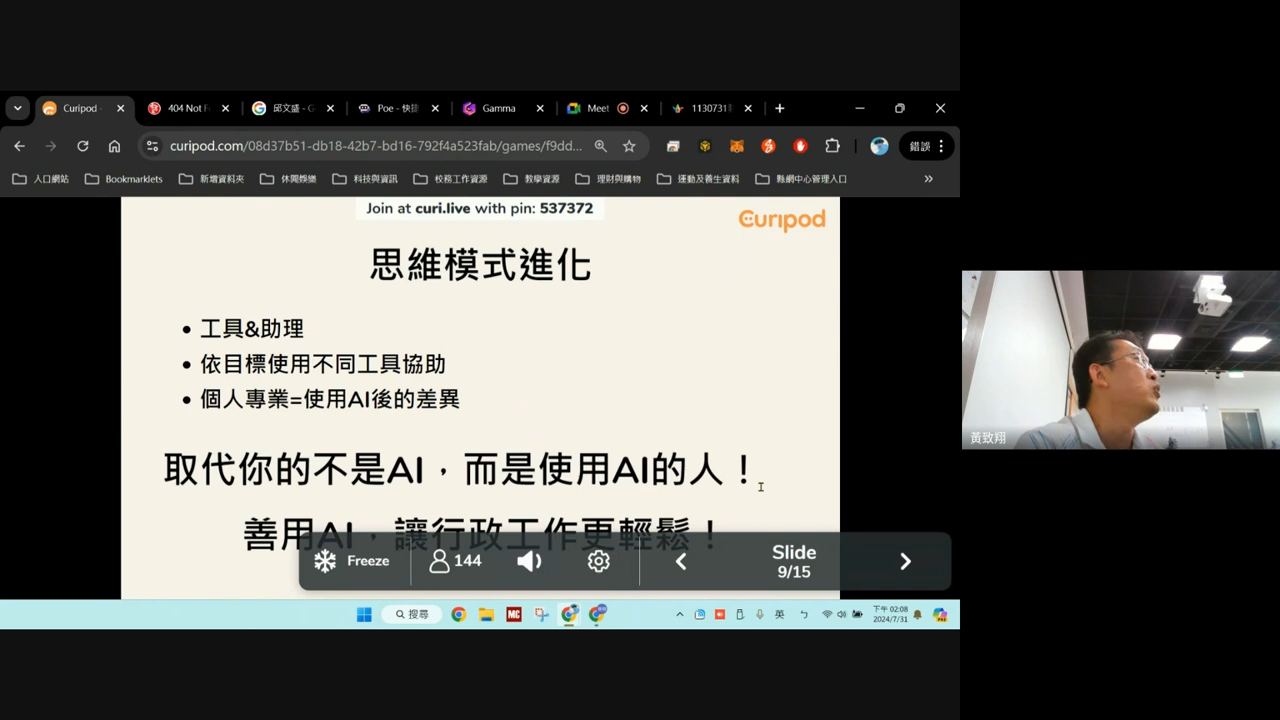 Curipod -
404 Not F
邱文盛 - G
Poe - 快捷
Gamma
Meet
1130731
curipod.com/08d37b51-db18-42b7-bd16-792f4a523fab/games/f9dd...
錯誤
人口網站
Bookmarklets
新增資料夾
休閒娛樂
科技與資訊
校務工作資源
教學資源
理財與購物
運動及養生資料
縣網中心管理入口
Join at curi.live with pin: 537372
Curipod
思維模式進化
• 工具&助理
• 依目標使用不同工具協助
• 個人專業=使用AI後的差異
取代你的不是AI，而是使用AI的人！
善用AI，讓行政工作更輕鬆！
Freeze
144
Slide
9/15
黃致翔
搜尋
MC
英
下午 02:08
2024/7/31